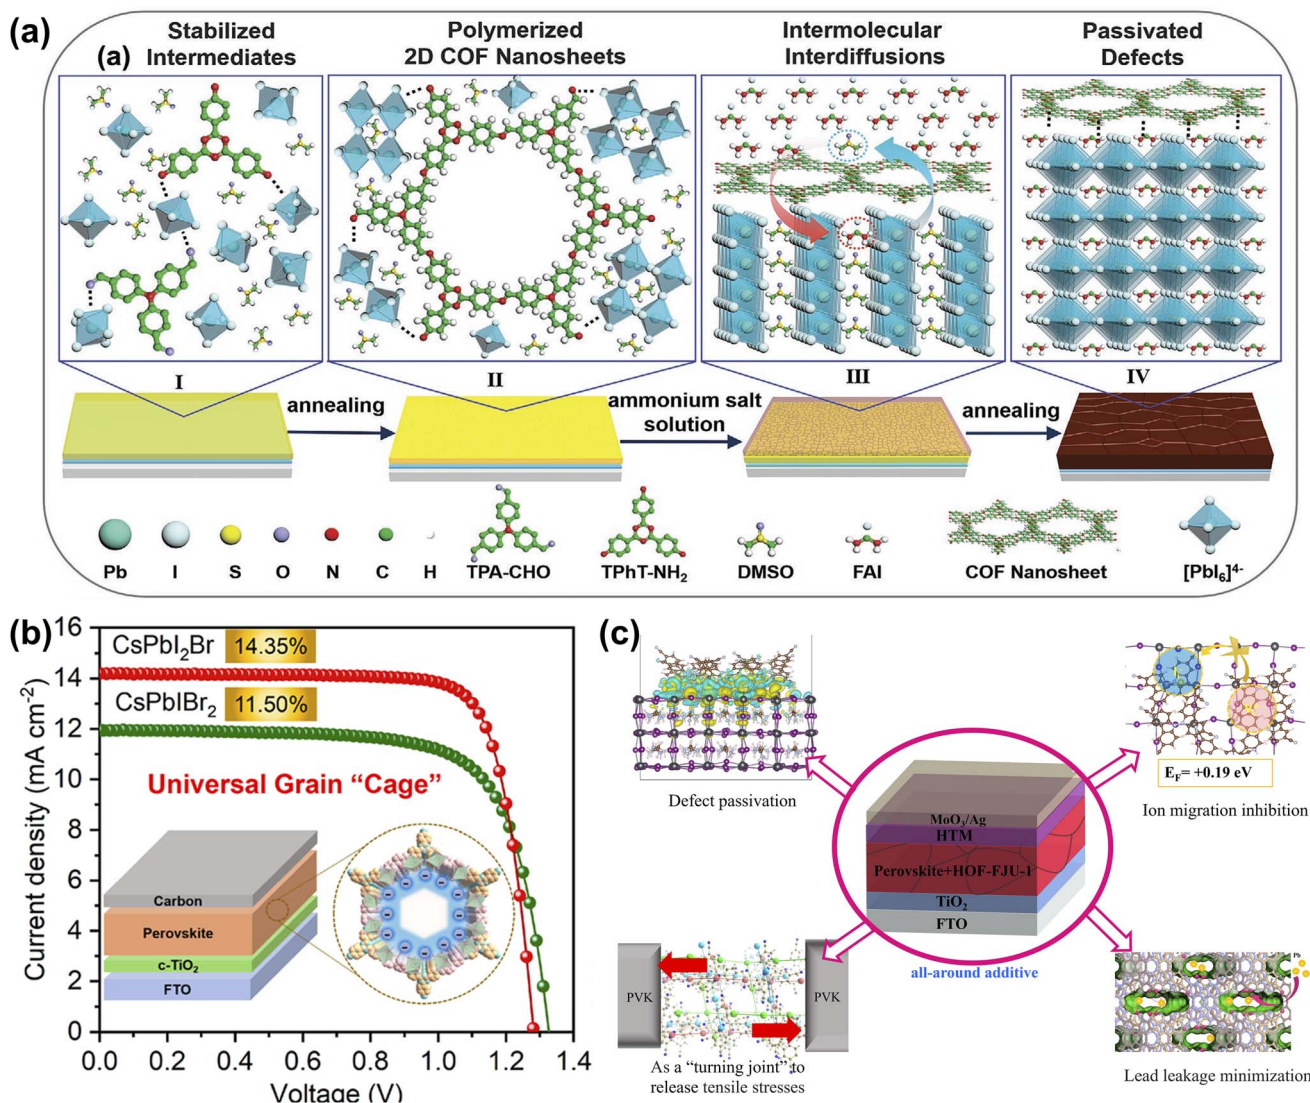 (a)
(a)
Stabilized
Intermediates
Polymerized
2D COF Nanosheets
Intermolecular
Interdiffusions
Passivated
Defects
I
II
III
IV
annealing
ammonium salt
solution
annealing
Pb
I
S
O
N
C
H
TPA-CHO
TPhT-NH₂
DMSO
FAI
COF Nanosheet
[PbI₆]⁴⁻
(b)
16
14
12
10
8
6
4
2
0
Current density (mA cm⁻²)
CsPbI₂Br 14.35%
CsPbIBr₂ 11.50%
Universal Grain “Cage”
Carbon
Perovskite
c-TiO₂
FTO
0.0 0.2 0.4 0.6 0.8 1.0 1.2 1.4
Voltage (V)
(c)
Defect passivation
E_F= +0.19 eV
Ion migration inhibition
MoO₃/Ag
HTM
Perovskite+HOF-FJU-1
TiO₂
FTO
all-around additive
PVK
PVK
As a “turning joint” to
release tensile stresses
Pb
Lead leakage minimization